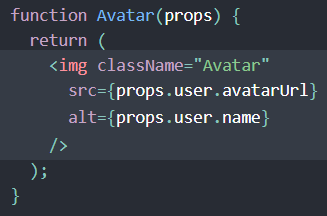 function Avatar(props) {
  return (
    <img className="Avatar"
      src={props.user.avatarUrl}
      alt={props.user.name}
    />
  );
}